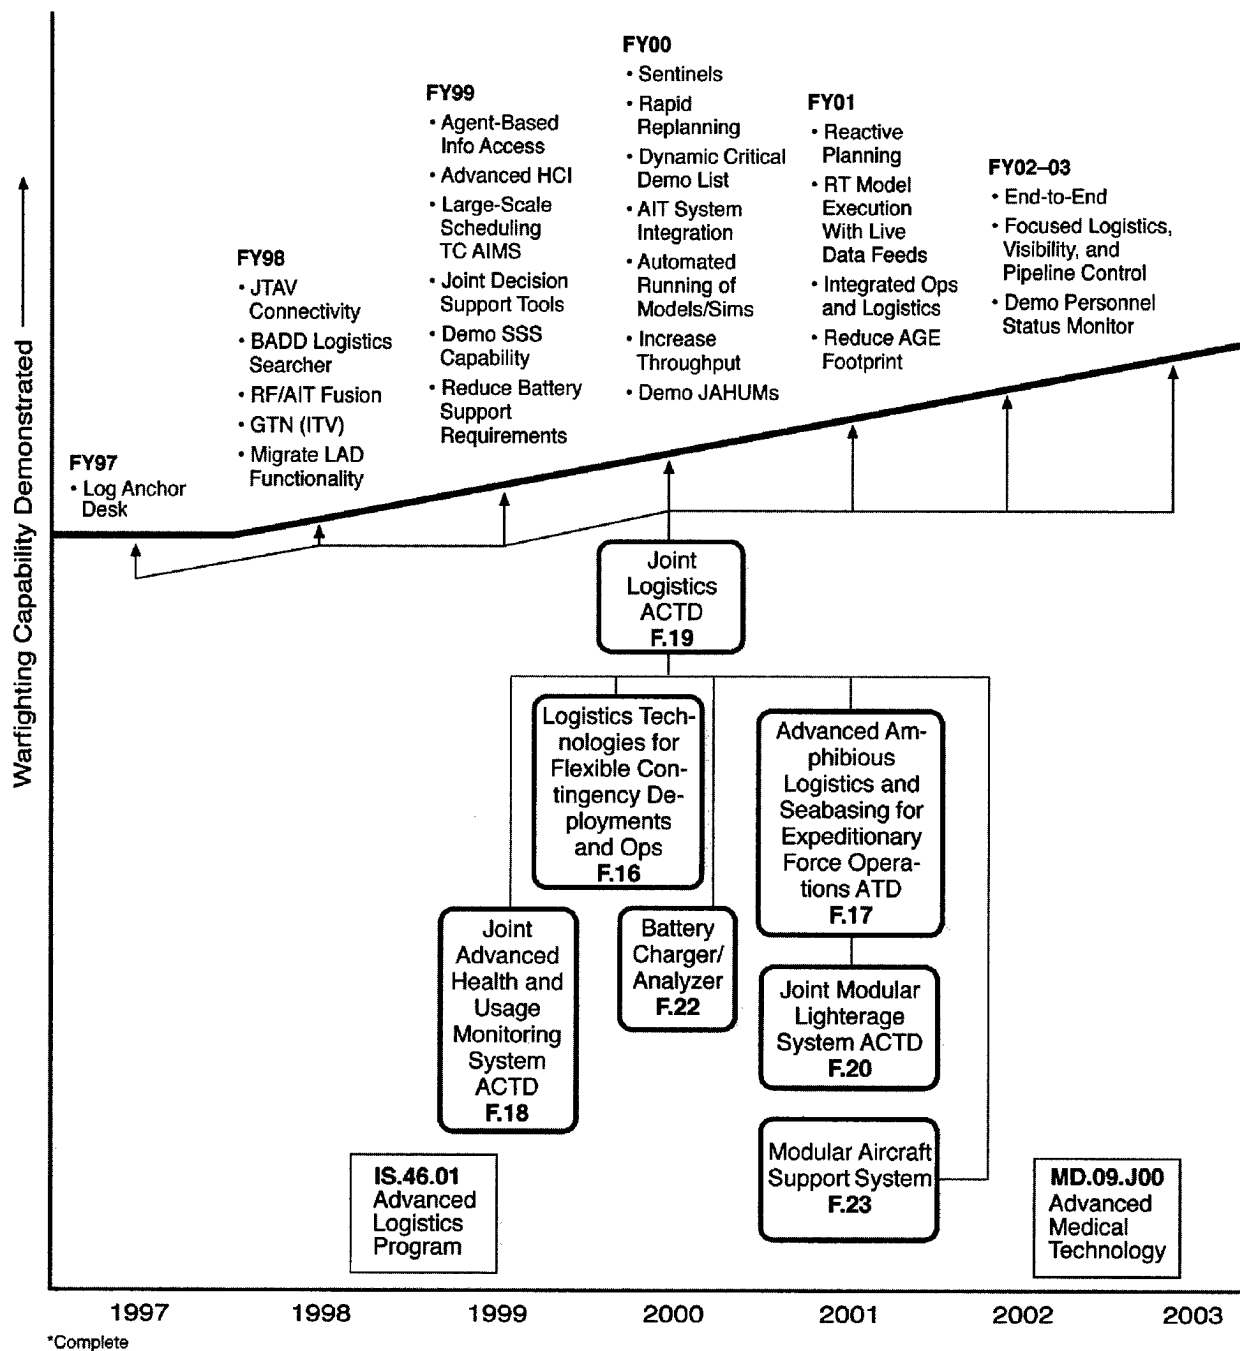 Warfighting Capability Demonstrated
FY97
• Log Anchor
Desk
FY98
• JTAV
Connectivity
• BADD Logistics
Searcher
• RF/AIT Fusion
• GTN (ITV)
• Migrate LAD
Functionality
FY99
• Agent-Based
Info Access
• Advanced HCI
• Large-Scale
Scheduling
TC AIMS
• Joint Decision
Support Tools
• Demo SSS
Capability
• Reduce Battery
Support
Requirements
FY00
• Sentinels
• Rapid
Replanning
• Dynamic Critical
Demo List
• AIT System
Integration
• Automated
Running of
Models/Sims
• Increase
Throughput
• Demo JAHUMs
FY01
• Reactive
Planning
• RT Model
Execution
With Live
Data Feeds
• Integrated Ops
and Logistics
• Reduce AGE
Footprint
FY02–03
• End-to-End
• Focused Logistics,
Visibility, and
Pipeline Control
• Demo Personnel
Status Monitor
Joint
Logistics
ACTD
F.19
Logistics Tech-
nologies for
Flexible Con-
tingency De-
ployments
and Ops
F.16
Advanced Am-
phibious
Logistics and
Seabasing for
Expeditionary
Force Opera-
tions ATD
F.17
Joint
Advanced
Health and
Usage
Monitoring
System
ACTD
F.18
Battery
Charger/
Analyzer
F.22
Joint Modular
Lighterage
System ACTD
F.20
Modular Aircraft
Support System
F.23
IS.46.01
Advanced
Logistics
Program
MD.09.J00
Advanced
Medical
Technology
1997 1998 1999 2000 2001 2002 2003
*Complete